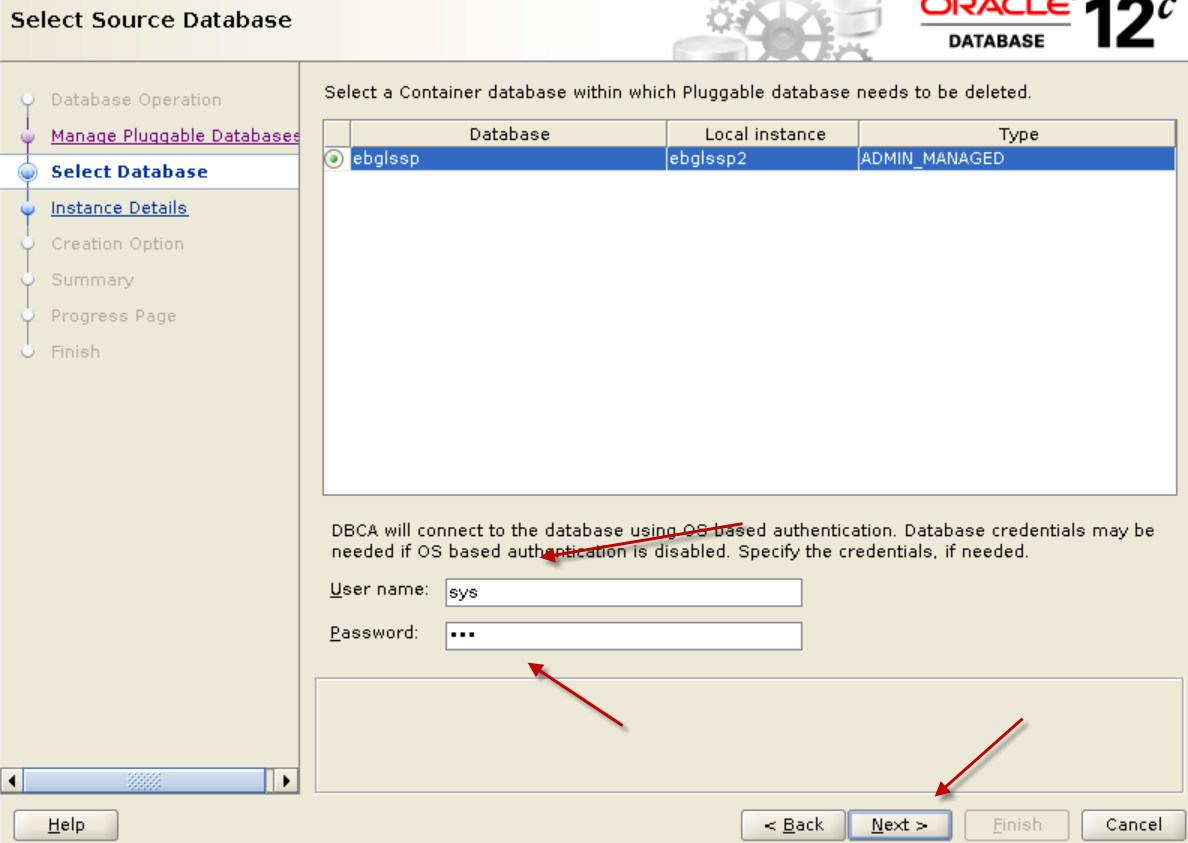 Select Source Database
ORACLE
DATABASE
12c
Database Operation
Manage Pluggable Databases
Select Database
Instance Details
Creation Option
Summary
Progress Page
Finish
Select a Container database within which Pluggable database needs to be deleted.
Database Local instance Type
ebglssp ebglssp2 ADMIN_MANAGED
DBCA will connect to the database using OS based authentication. Database credentials may be
needed if OS based authentication is disabled. Specify the credentials, if needed.
User name: sys
Password: •••
Help < Back Next > Finish Cancel